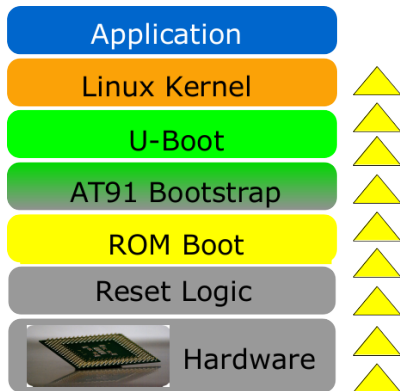 Application
Linux Kernel
U-Boot
AT91 Bootstrap
ROM Boot
Reset Logic
Hardware